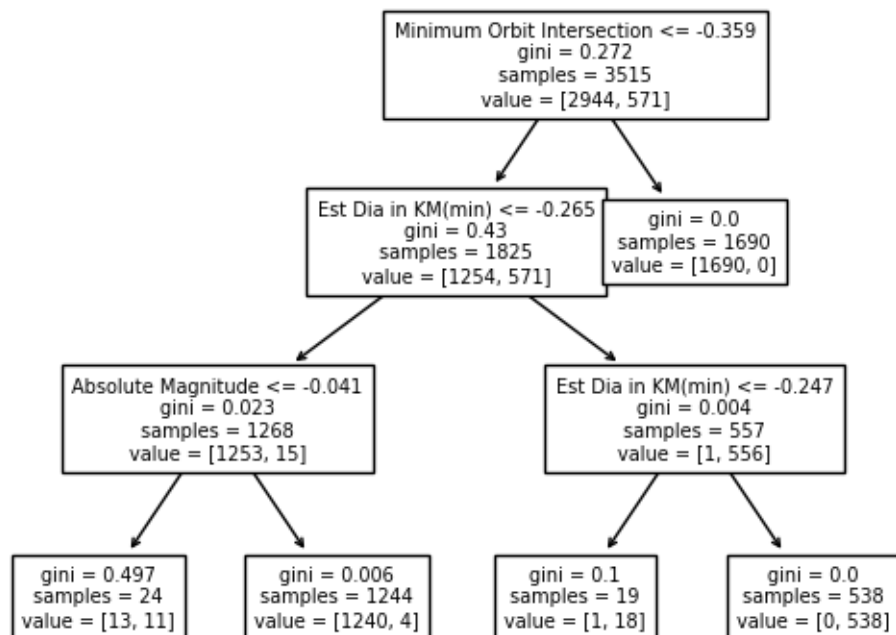 Minimum Orbit Intersection <= -0.359
gini = 0.272
samples = 3515
value = [2944, 571]
Est Dia in KM(min) <= -0.265
gini = 0.43
samples = 1825
value = [1254, 571]
gini = 0.0
samples = 1690
value = [1690, 0]
Absolute Magnitude <= -0.041
gini = 0.023
samples = 1268
value = [1253, 15]
Est Dia in KM(min) <= -0.247
gini = 0.004
samples = 557
value = [1, 556]
gini = 0.497
samples = 24
value = [13, 11]
gini = 0.006
samples = 1244
value = [1240, 4]
gini = 0.1
samples = 19
value = [1, 18]
gini = 0.0
samples = 538
value = [0, 538]